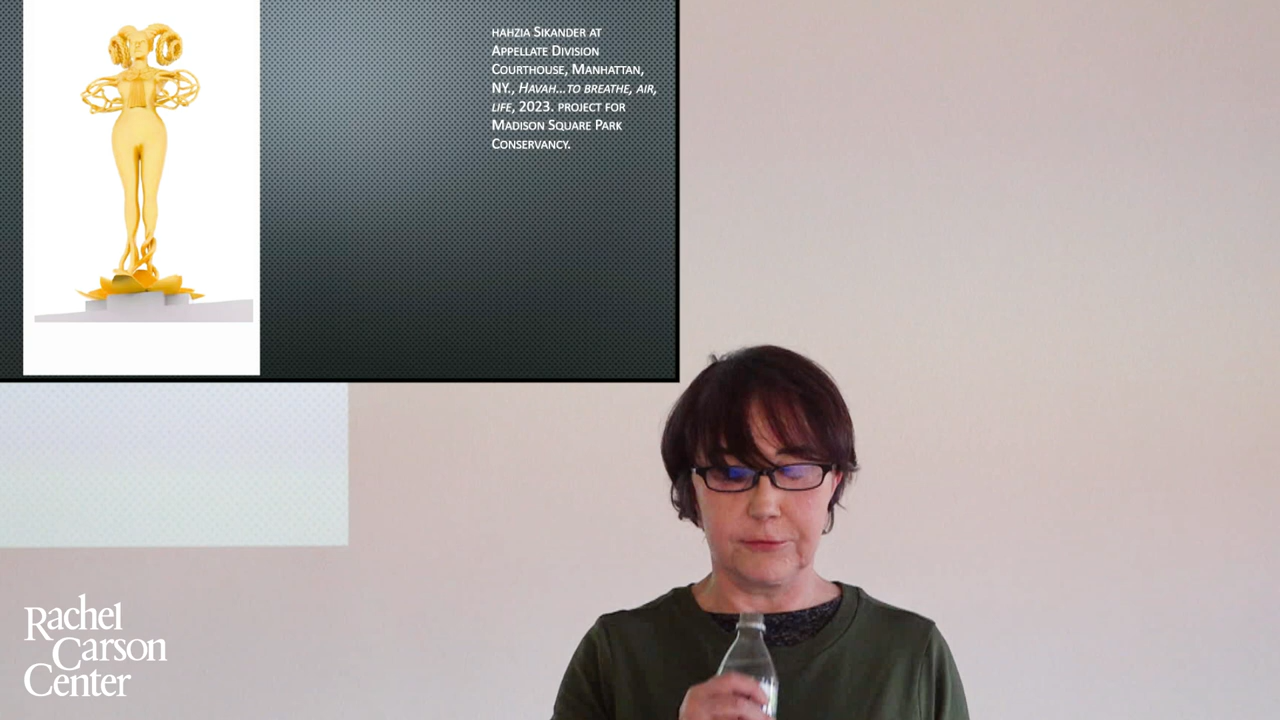 hahzia Sikander at
Appellate Division
Courthouse, Manhattan,
NY., Havah...to breathe, air,
life, 2023. project for
Madison Square Park
Conservancy.
Rachel
Carson
Center